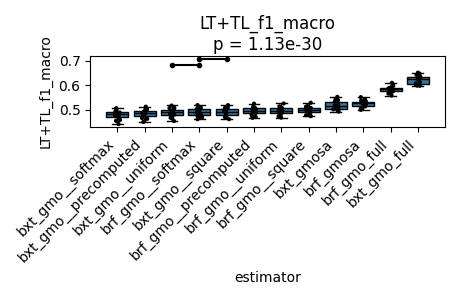 LT+TL_f1_macro
p = 1.13e-30
LT+TL_f1_macro
0.7
0.6
0.5
bxt_gmo__softmax
bxt_gmo__precomputed
bxt_gmo__uniform
brf_gmo__softmax
bxt_gmo__square
brf_gmo__precomputed
brf_gmo__uniform
brf_gmo__square
bxt_gmosa
brf_gmosa
brf_gmo_full
bxt_gmo_full
estimator